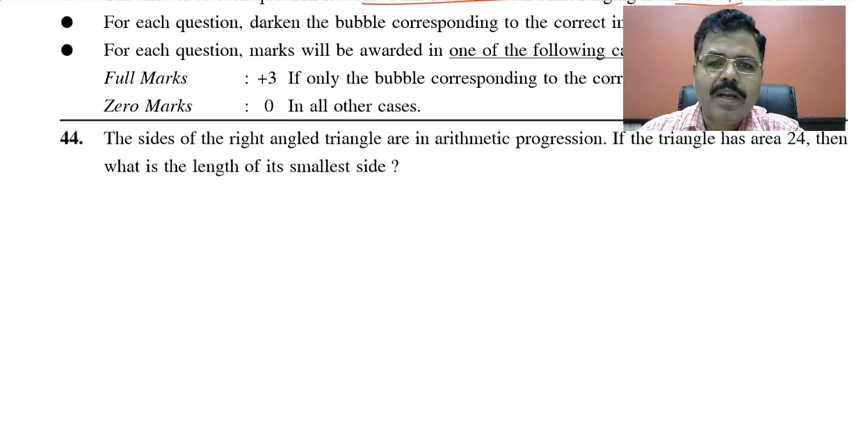 ● For each question, darken the bubble corresponding to the correct
● For each question, marks will be awarded in one of the following
Full Marks : +3 If only the bubble corresponding to the
Zero Marks : 0 In all other cases.
44. The sides of the right angled triangle are in arithmetic progression. If the triangle has area 24, then
what is the length of its smallest side ?